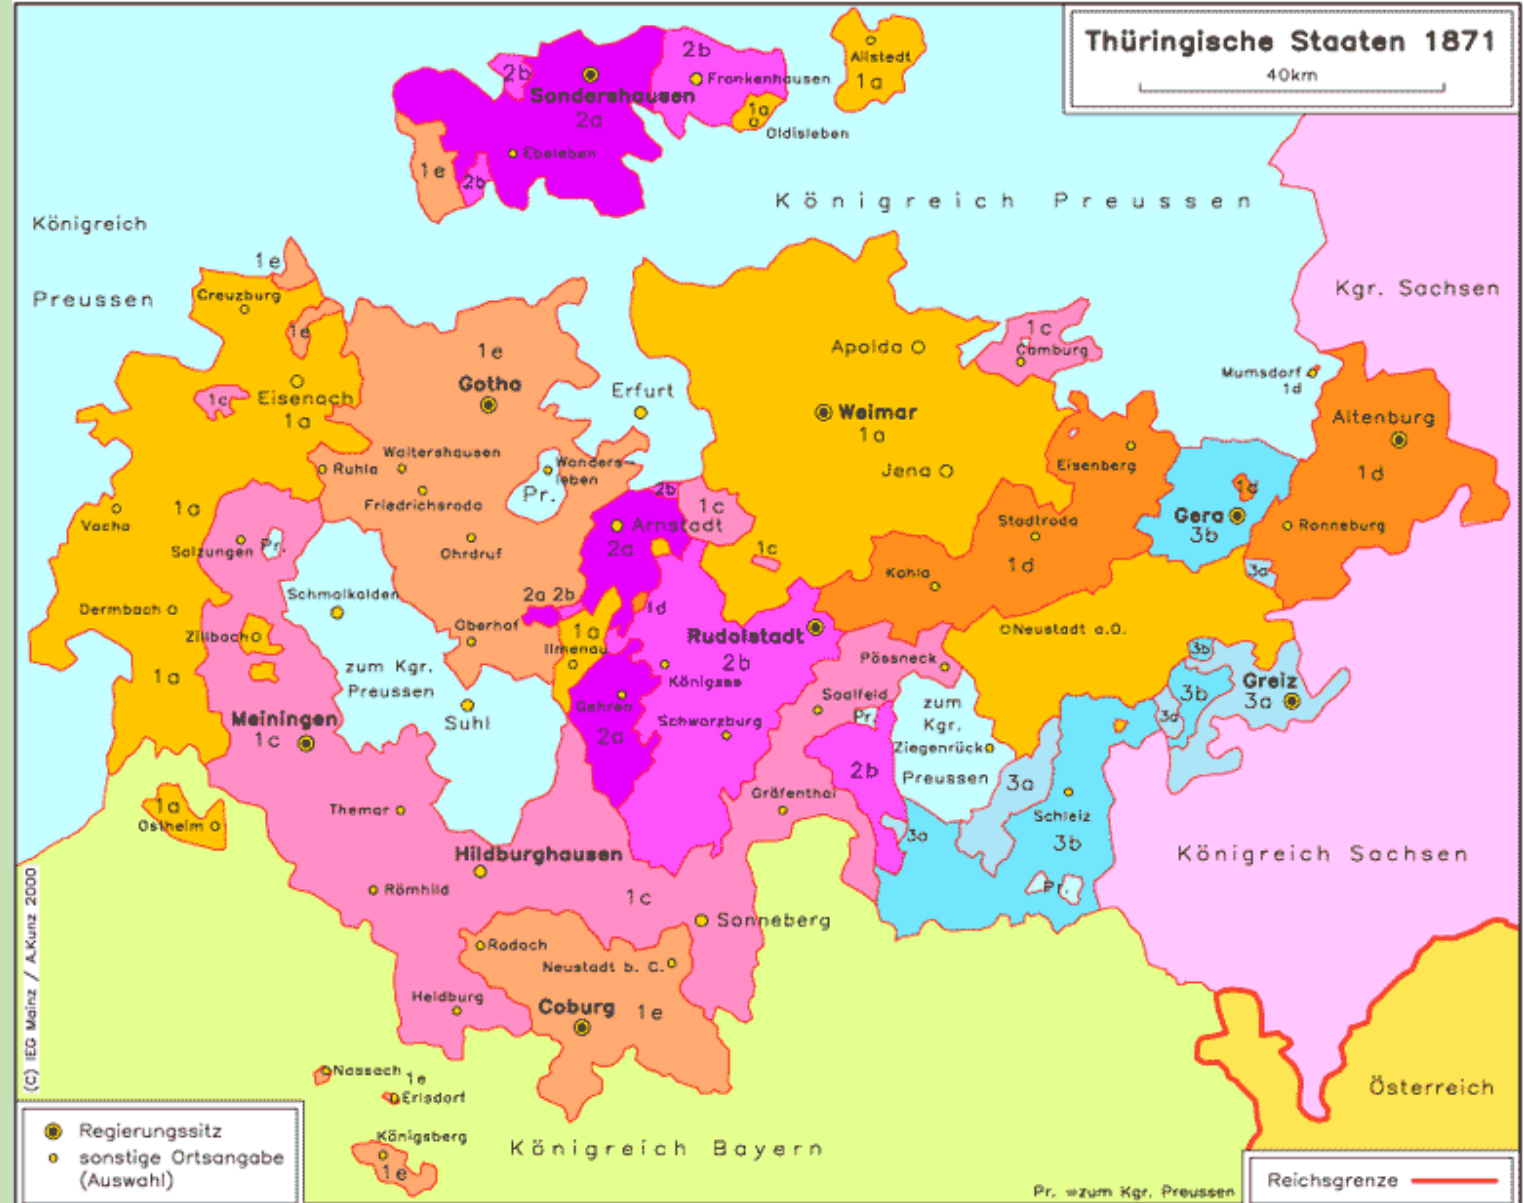 Thüringische Staaten 1871
40km
Allstedt
1a
2b
2b
Frankenhausen
Sondershausen
1a
2a
Oldisleben
Ebeleben
1e
2b
Königreich Preussen
Königreich
Preussen
Kgr. Sachsen
1e
Creuzburg
1e
1e
Gotha
1c
Camburg
Apolda
Mumsdorf
1d
Erfurt
1c
Eisenach
1a
Weimar
1a
Altenburg
1d
Waltershausen
Ruhla
Wanders-
leben
Pr.
Friedrichsroda
Jena
Eisenberg
1d
2b
1c
Vacha
1a
Arnstadt
2a
Stadtroda
Gera
3b
Ronneburg
Salzungen
Pr.
Ohrdruf
1c
1d
3a
Kahla
Schmalkalden
2a 2b
1d
Dermbach
Zillbach
Oberhof
1a
Ilmenau
Rudolstadt
2b
Neustadt a.O.
3b
zum Kgr.
Preussen
Pössneck
1a
Königsee
Greiz
3a
3b
3a
Gehren
2a
Saalfeld
Pr.
zum
Kgr.
Ziegenrück
Preussen
Suhl
Meiningen
1c
Schwarzburg
2b
3a
Schleiz
3b
3a
1a
Ostheim
Themar
Gräfenthal
Hildburghausen
Königreich Sachsen
Pr.
Römhild
1c
Sonneberg
Rodach
Neustadt b. C.
Heldburg
Coburg
1e
Nassach
1e
Erlsdorf
Königsberg
1e
Königreich Bayern
Österreich
(C) IEG Mainz / A.Kunz 2000
Regierungssitz
sonstige Ortsangabe
(Auswahl)
Pr. =zum Kgr. Preussen
Reichsgrenze